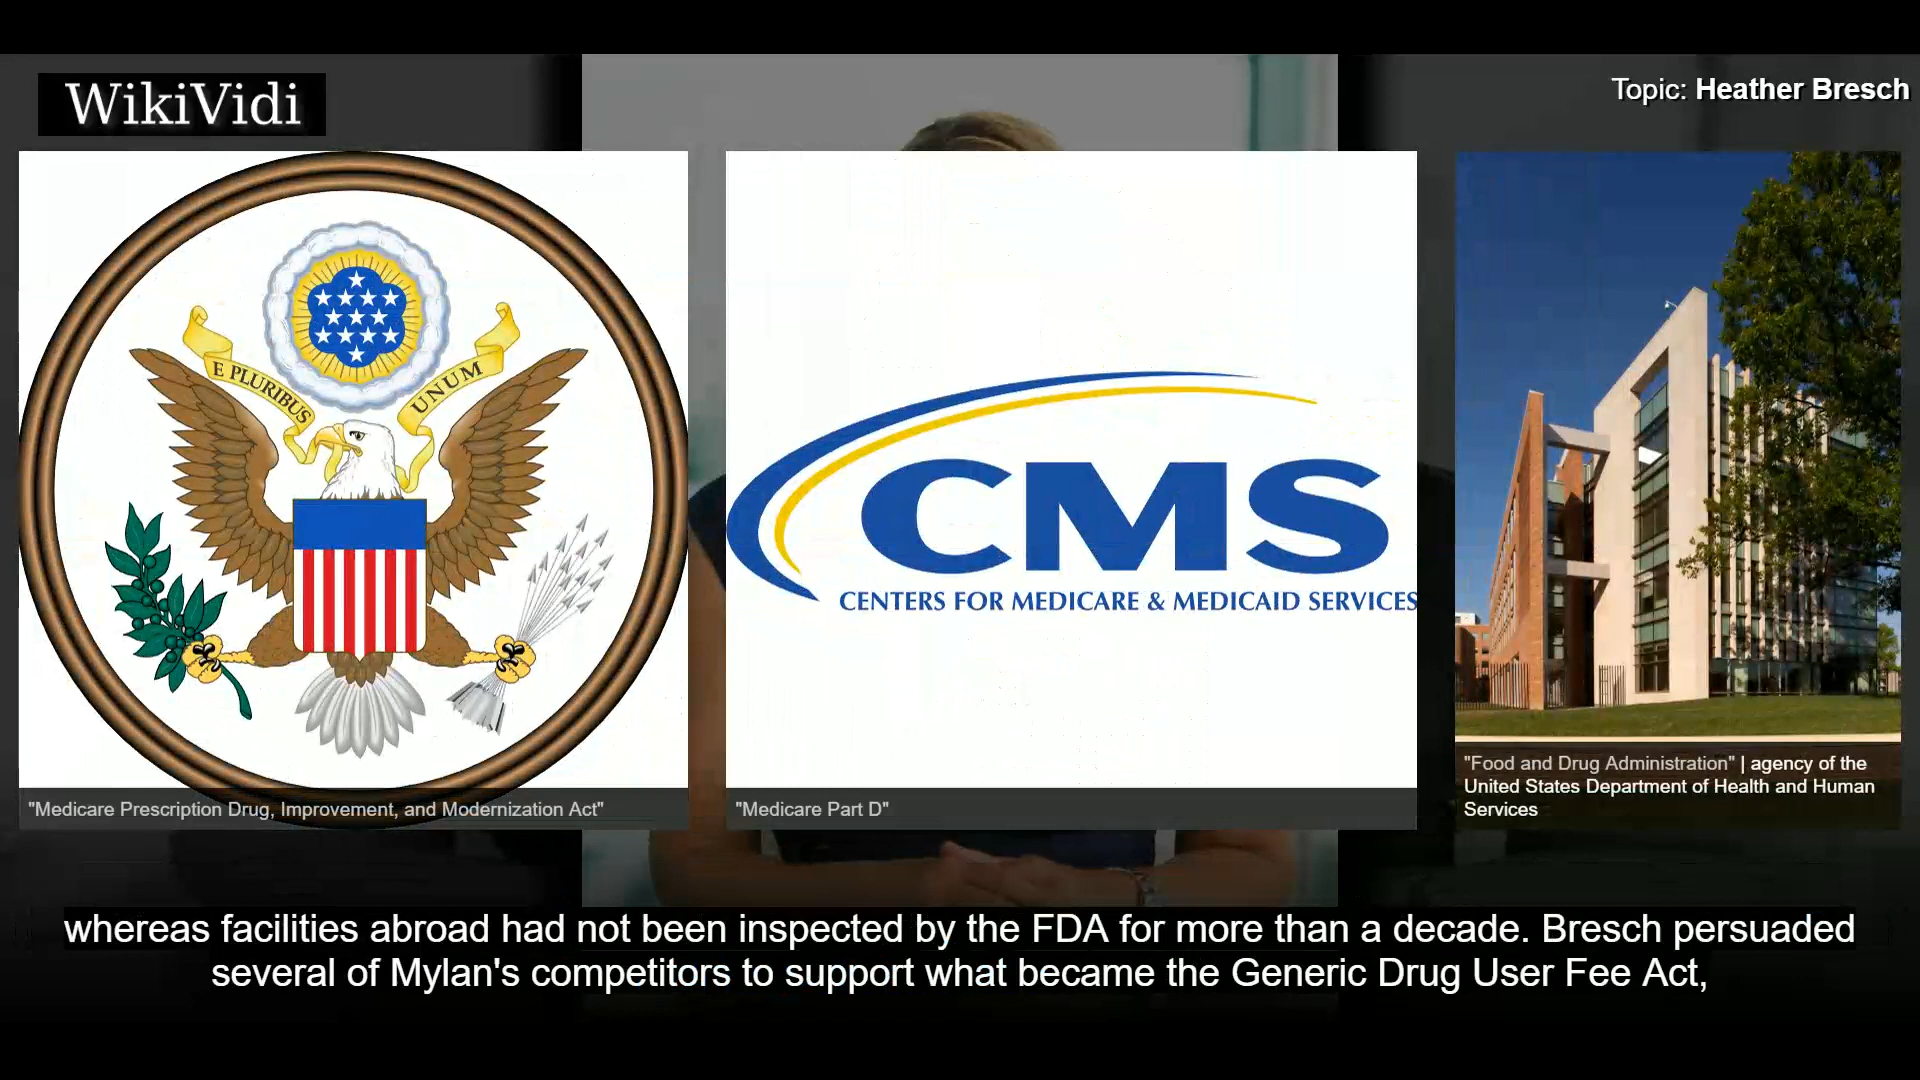 WikiVidi
Topic: Heather Bresch
E PLURIBUS UNUM
CMS
CENTERS FOR MEDICARE & MEDICAID SERVICES
"Medicare Prescription Drug, Improvement, and Modernization Act"
"Medicare Part D"
"Food and Drug Administration" | agency of the
United States Department of Health and Human
Services
whereas facilities abroad had not been inspected by the FDA for more than a decade. Bresch persuaded
several of Mylan's competitors to support what became the Generic Drug User Fee Act,